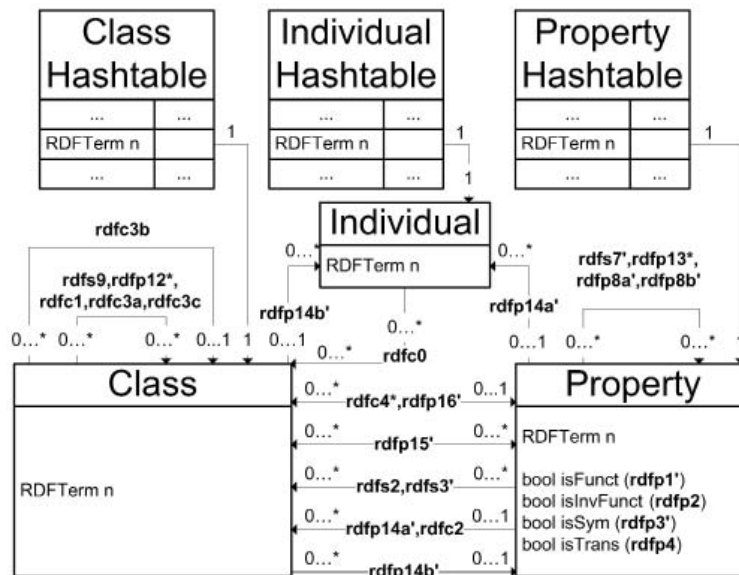 Class
Hashtable
... ...
RDFTerm n
... ...
Individual
Hashtable
... ...
RDFTerm n
... ...
Property
Hashtable
... ...
RDFTerm n
... ...
1
1
1
1
rdfc3b
rdfs9,rdfp12*,
rdfc1,rdfc3a,rdfc3c
Individual
RDFTerm n
0...*
0...*
rdfp14b'
rdfp14a'
rdfs7',rdfp13*,
rdfp8a',rdfp8b'
0...*
0...* 0...* 0...* 0...1 1 0...1
0...* rdfc0
0...1 0...* 0...* 1
Class
RDFTerm n
0...* 0...1
rdfc4*,rdfp16'
0...* 0...*
rdfp15'
0...* 0...*
rdfs2,rdfs3'
0...* 0...1
rdfp14a',rdfc2
0...* 0...1
rdfp14b'
Property
RDFTerm n
bool isFunct (rdfp1')
bool isInvFunct (rdfp2)
bool isSym (rdfp3')
bool isTrans (rdfp4)